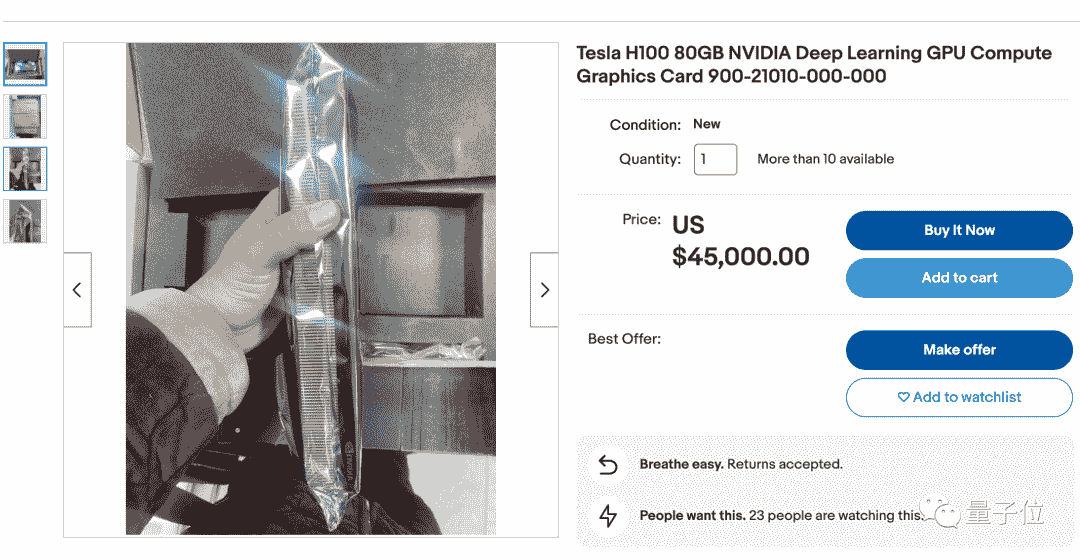 Tesla H100 80GB NVIDIA Deep Learning GPU Compute
Graphics Card 900-21010-000-000
Condition: New
Quantity: 1 More than 10 available
Price: US
$45,000.00
Buy It Now
Add to cart
Best Offer:
Make offer
Add to watchlist
Breathe easy. Returns accepted.
People want this. 23 people are watching this.
量子位